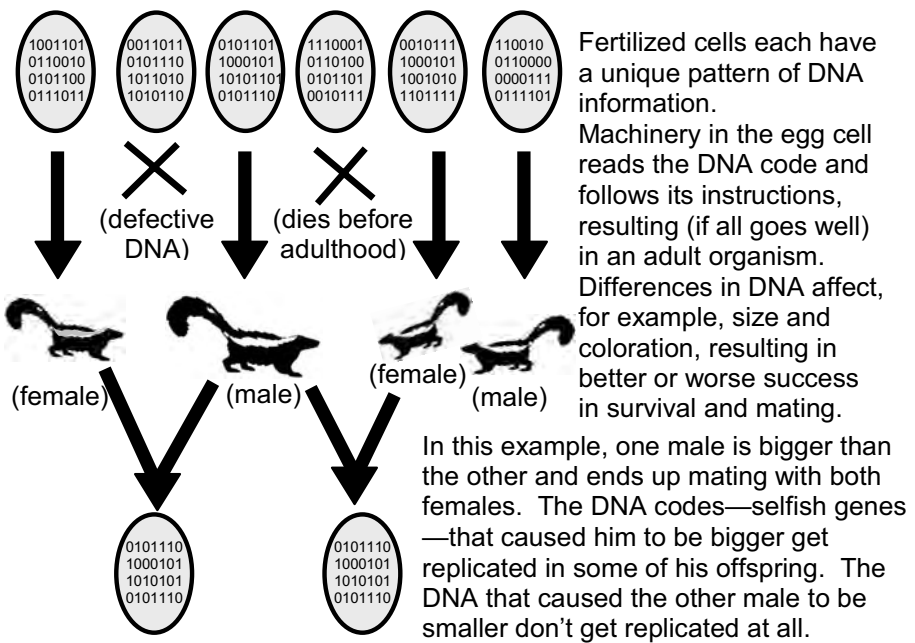 1001101
0110010
0101100
0111011
0011011
0101110
1011010
1010110
0101101
1000101
10101101
0101110
1110001
0110100
0101101
0010111
0010111
1000101
1001010
1101111
110010
0110000
0000111
0111101
Fertilized cells each have
a unique pattern of DNA
information.
Machinery in the egg cell
reads the DNA code and
follows its instructions,
resulting (if all goes well)
in an adult organism.
Differences in DNA affect,
for example, size and
coloration, resulting in
better or worse success
in survival and mating.
(defective
DNA)
(dies before
adulthood)
(female)
(male)
(female)
(male)
In this example, one male is bigger than
the other and ends up mating with both
females. The DNA codes—selfish genes
—that caused him to be bigger get
replicated in some of his offspring. The
DNA that caused the other male to be
smaller don’t get replicated at all.
0101110
1000101
1010101
0101110
0101110
1000101
1010101
0101110